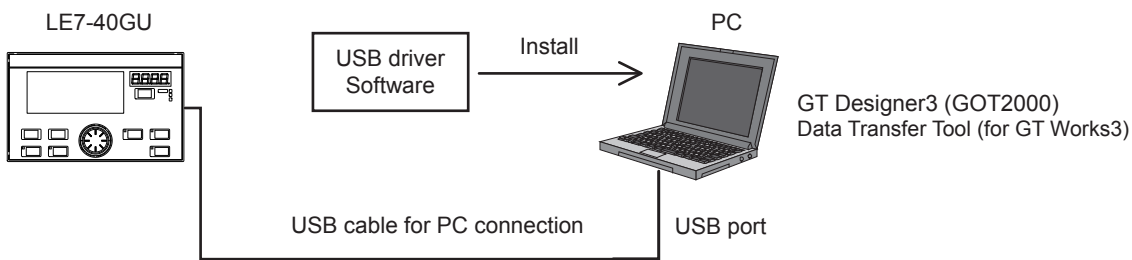 LE7-40GU
PC
USB driver
Software
Install
GT Designer3 (GOT2000)
Data Transfer Tool (for GT Works3)
USB cable for PC connection
USB port